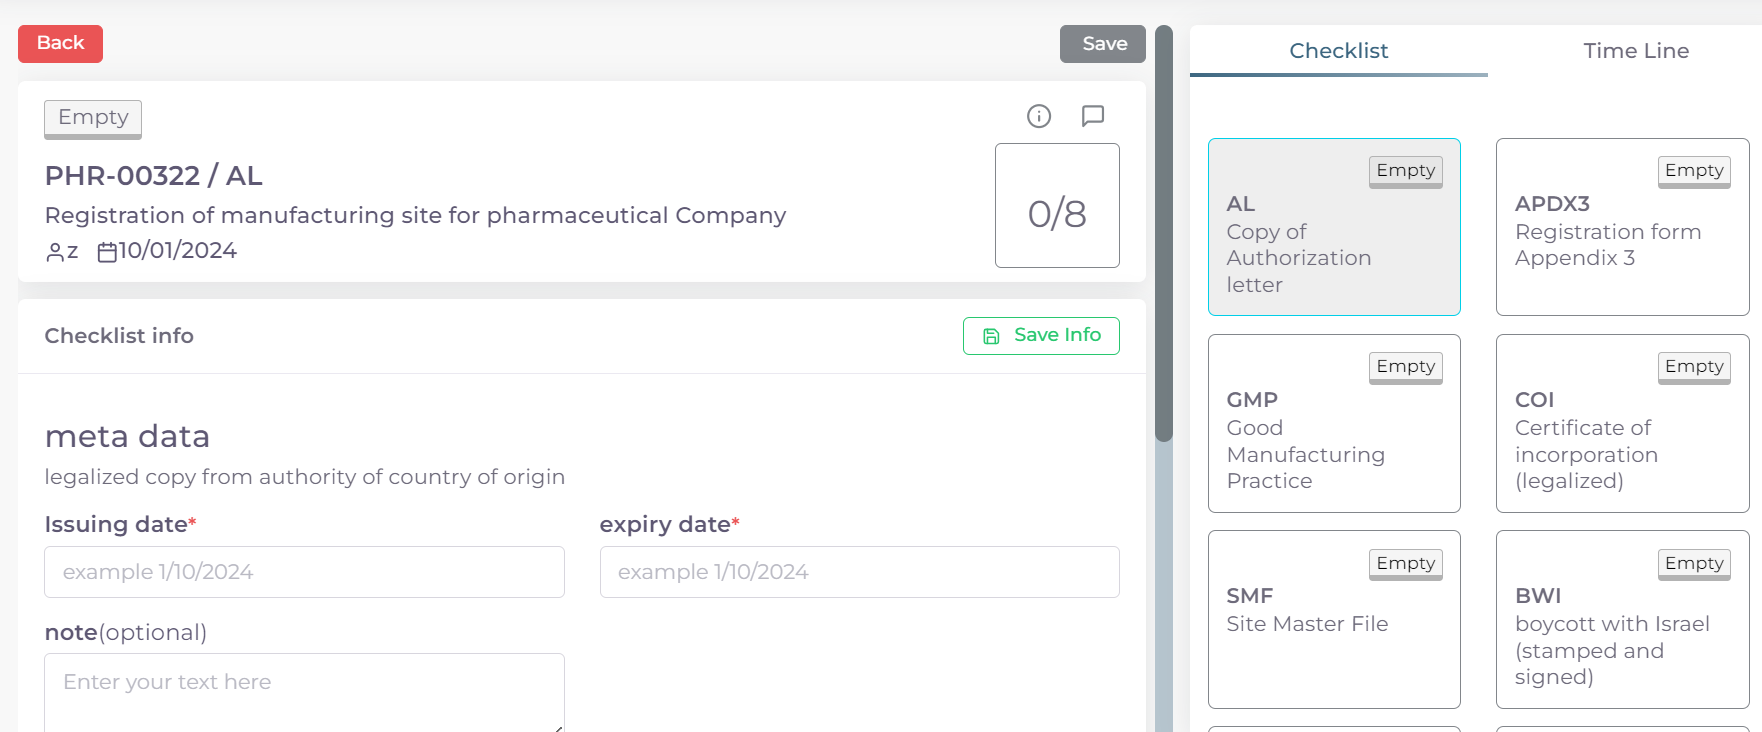 Back
Save
Empty
PHR-00322 / AL
Registration of manufacturing site for pharmaceutical Company
z 10/01/2024
0/8
Checklist info
Save Info
meta data
legalized copy from authority of country of origin
Issuing date*
expiry date*
example 1/10/2024
example 1/10/2024
note(optional)
Enter your text here
Checklist
Time Line
Empty
AL
Copy of
Authorization
letter
Empty
APDX3
Registration form
Appendix 3
Empty
GMP
Good
Manufacturing
Practice
Empty
COI
Certificate of
incorporation
(legalized)
Empty
SMF
Site Master File
Empty
BWI
boycott with Israel
(stamped and
signed)